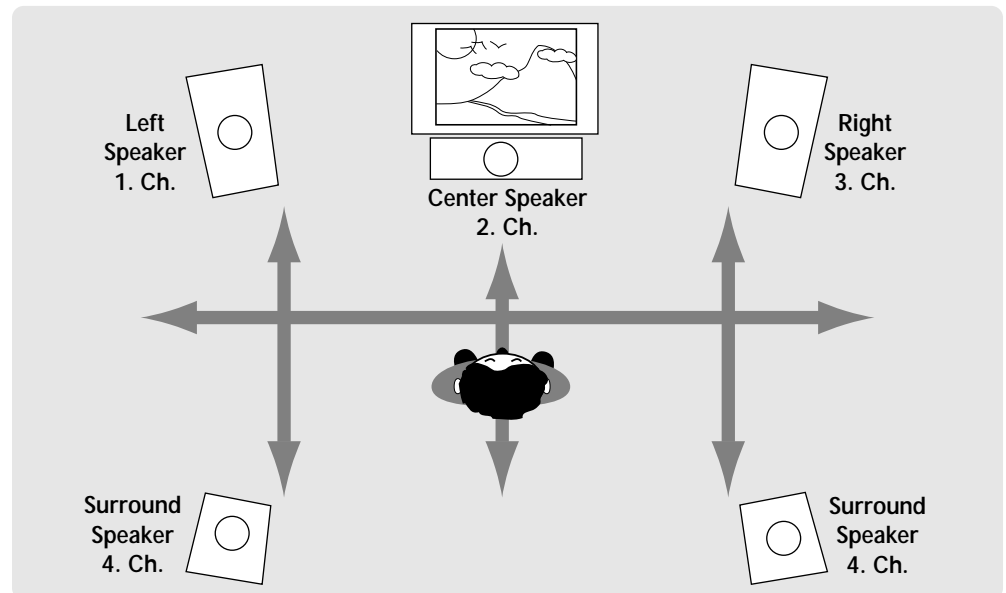 Left
Speaker
1. Ch.
Center Speaker
2. Ch.
Right
Speaker
3. Ch.
Surround
Speaker
4. Ch.
Surround
Speaker
4. Ch.